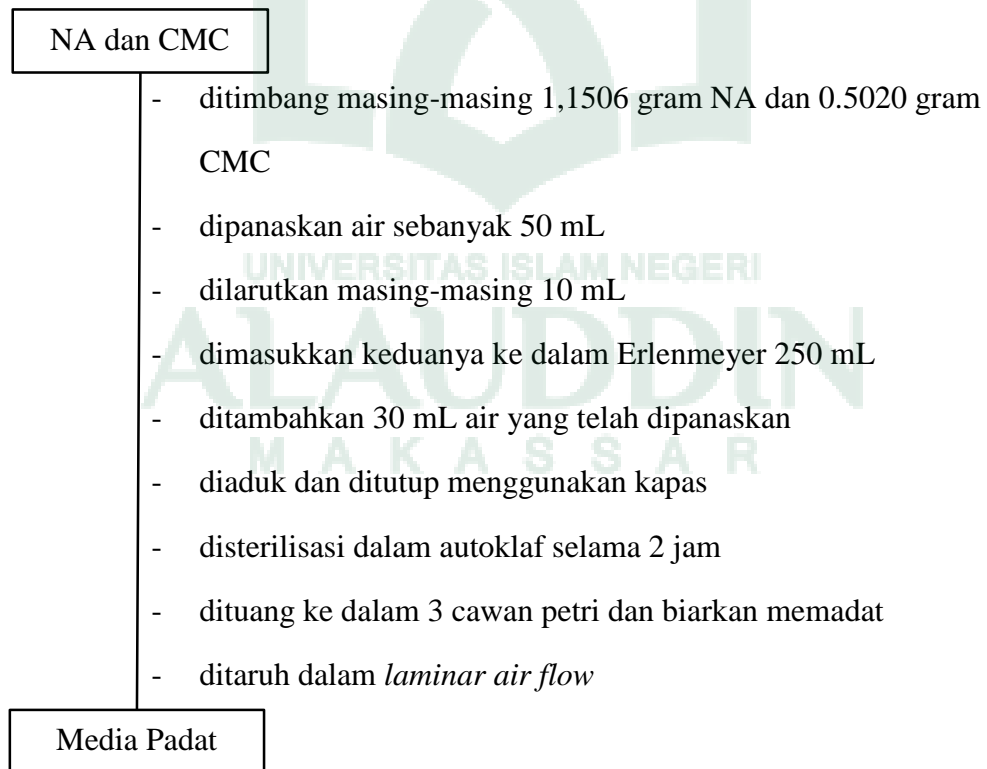 NA dan CMC
- ditimbang masing-masing 1,1506 gram NA dan 0.5020 gram
CMC
- dipanaskan air sebanyak 50 mL
UNIVERSITAS ISLAM NEGERI
- dilarutkan masing-masing 10 mL
ALAUDDIN
- dimasukkan keduanya ke dalam Erlenmeyer 250 mL
- ditambahkan 30 mL air yang telah dipanaskan
MAKASSAR
- diaduk dan ditutup menggunakan kapas
- disterilisasi dalam autoklaf selama 2 jam
- dituang ke dalam 3 cawan petri dan biarkan memadat
- ditaruh dalam laminar air flow
Media Padat